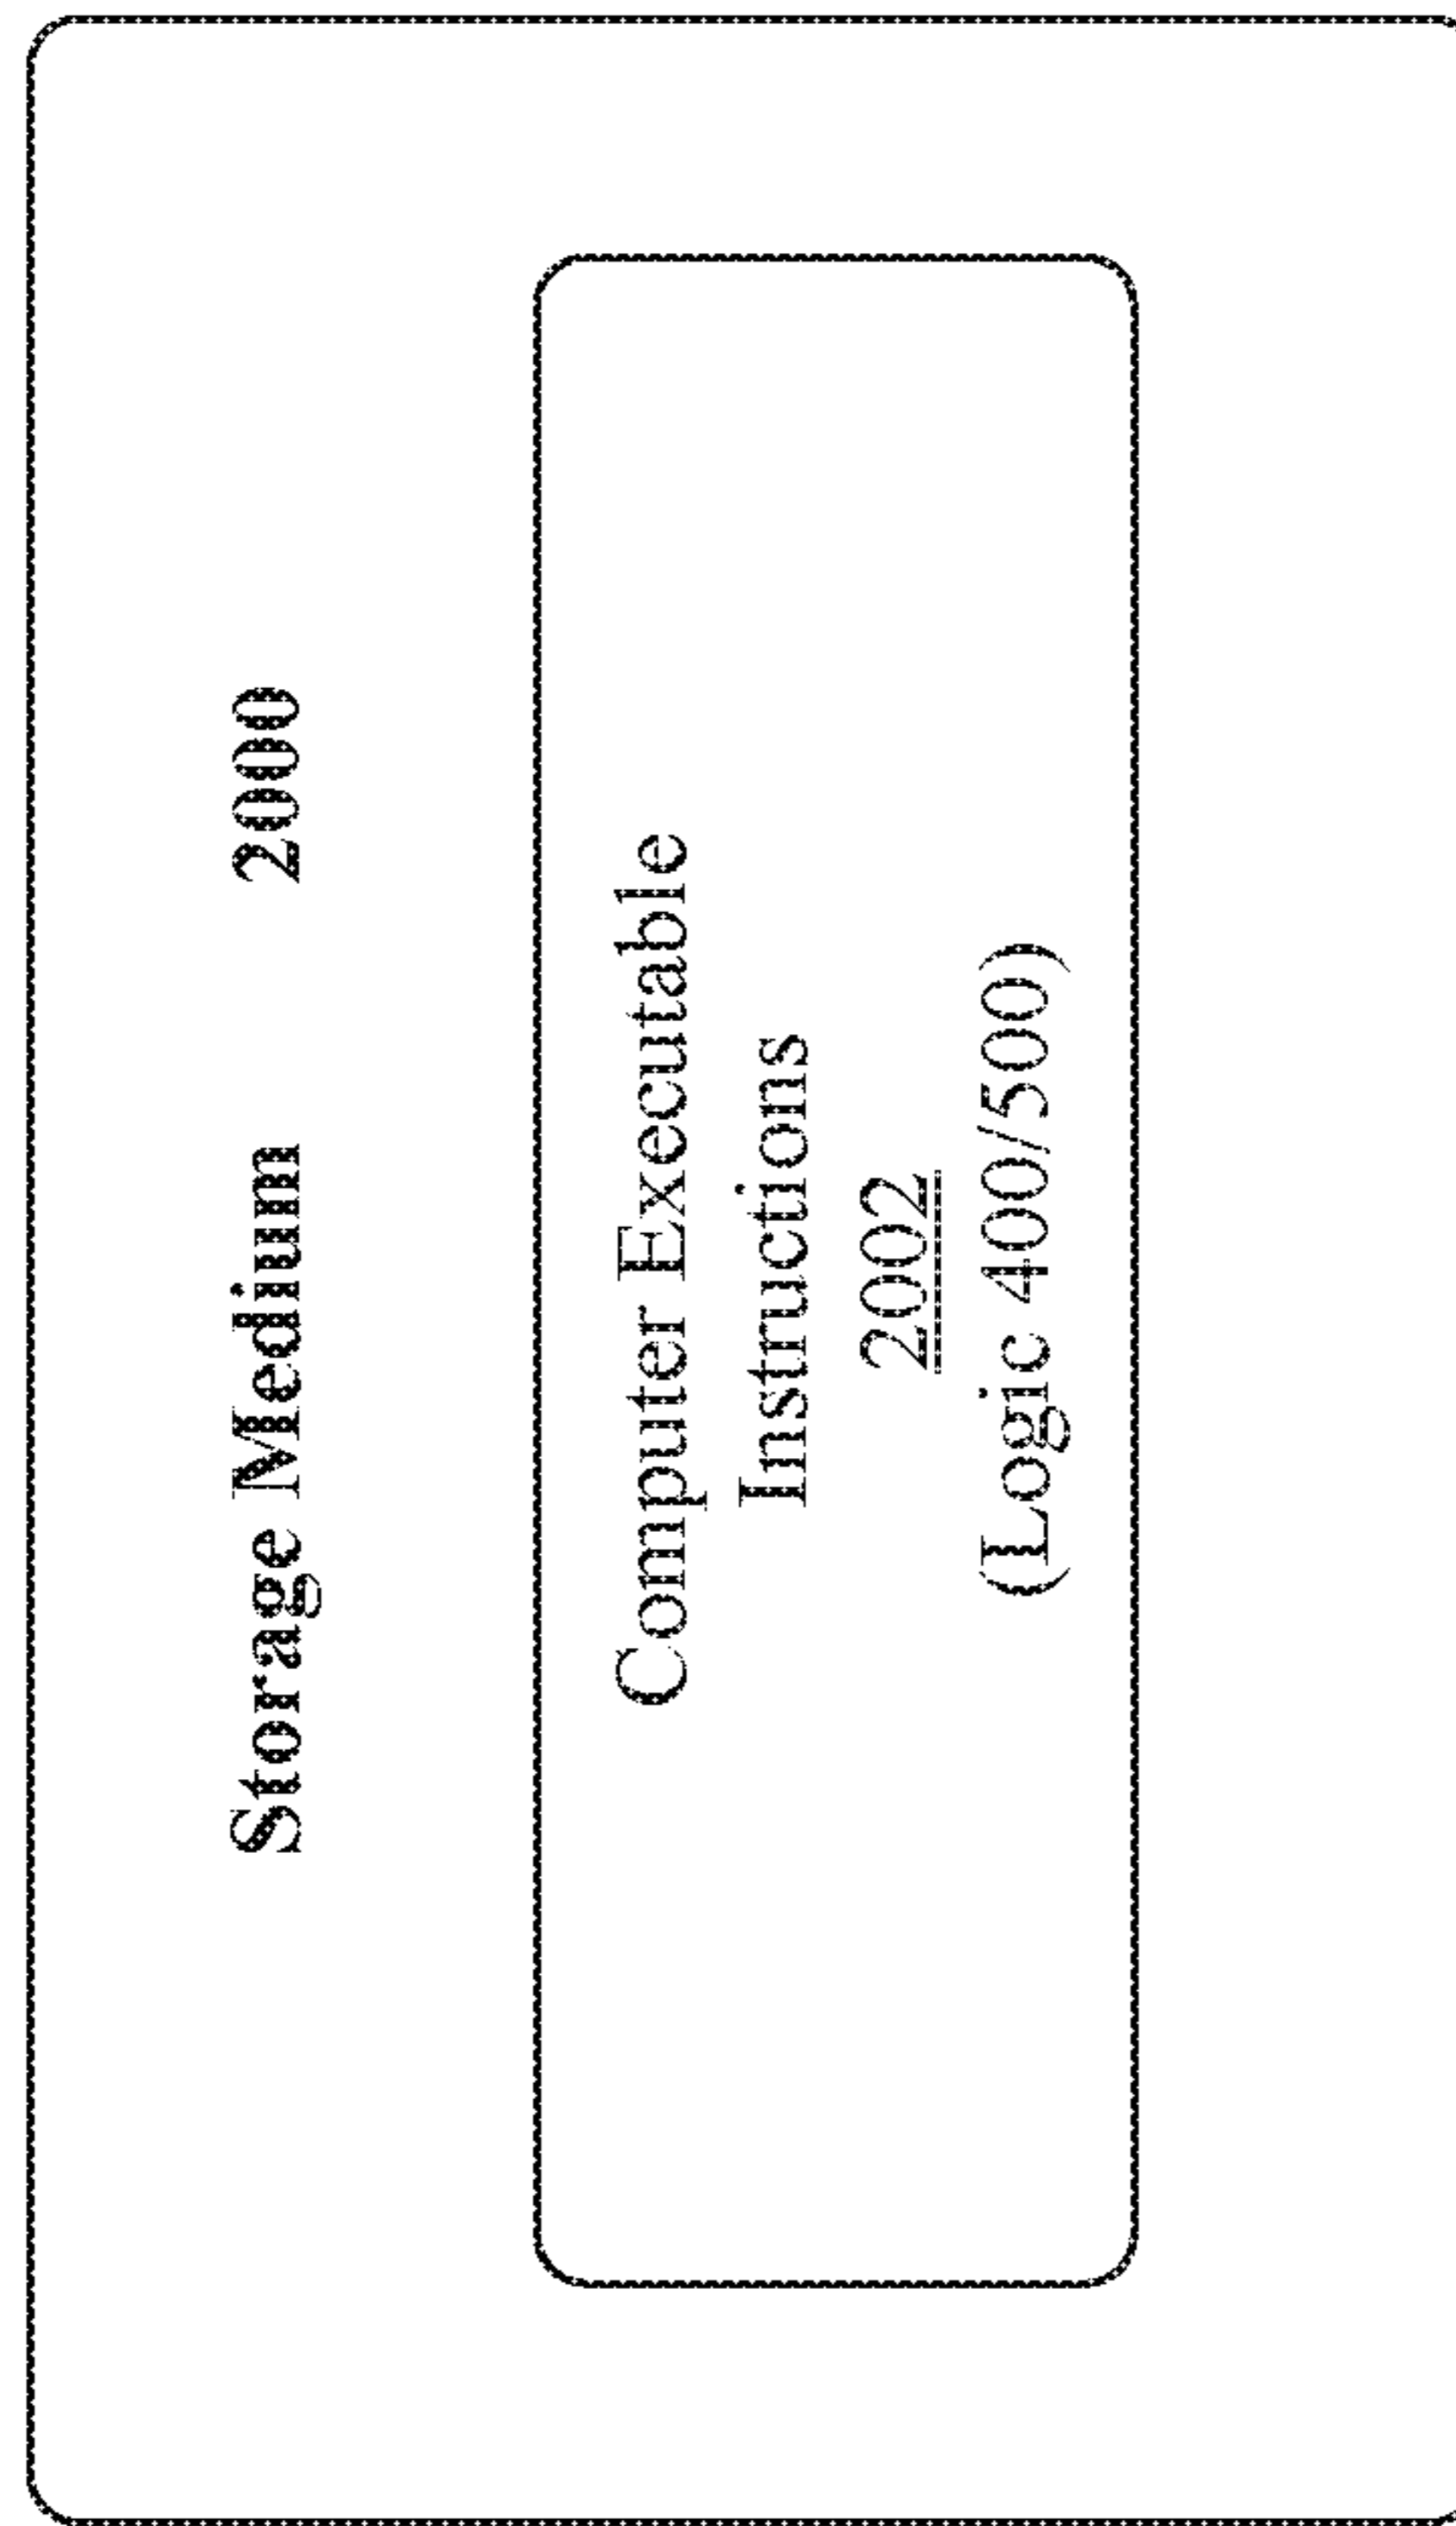 Storage Medium 2000
Computer Executable
Instructions
2002
(Logic 400/500)